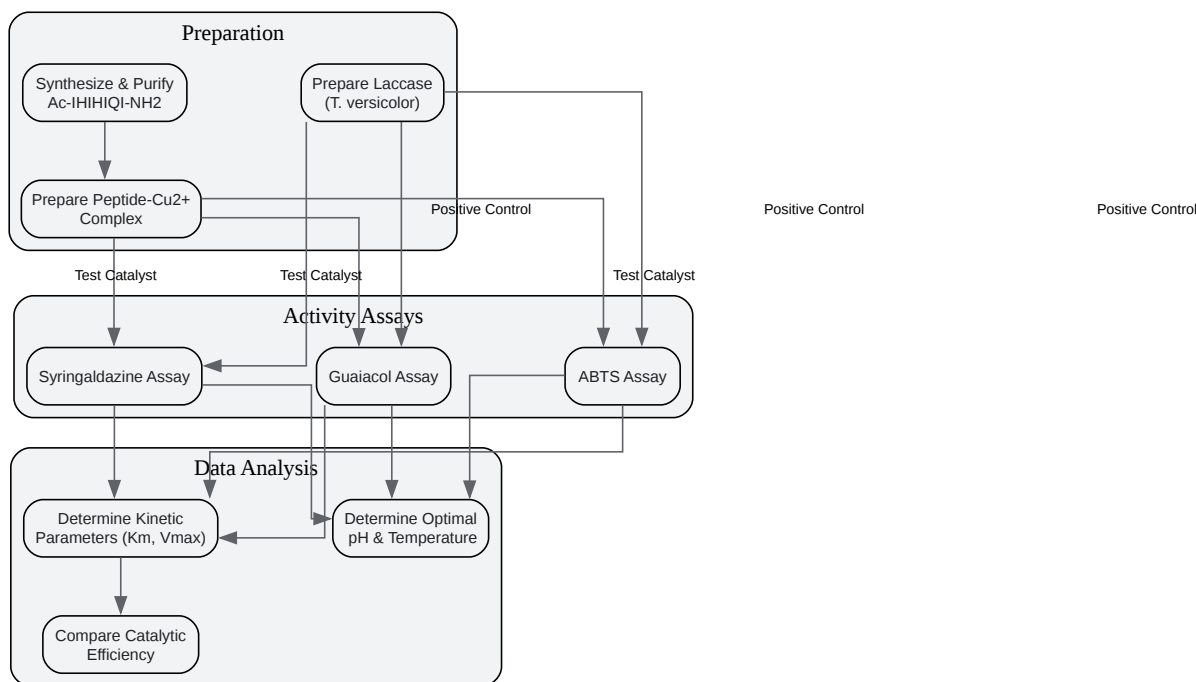 Preparation
Synthesize & Purify
Ac-IHIHIQI-NH2
Prepare Laccase
(T. versicolor)
Prepare Peptide-Cu2+
Complex
Positive Control
Positive Control
Positive Control
Test Catalyst
Test Catalyst
Test Catalyst
Activity Assays
Syringaldazine Assay
Guaiacol Assay
ABTS Assay
Data Analysis
Determine Kinetic
Parameters (Km, Vmax)
Determine Optimal
pH & Temperature
Compare Catalytic
Efficiency